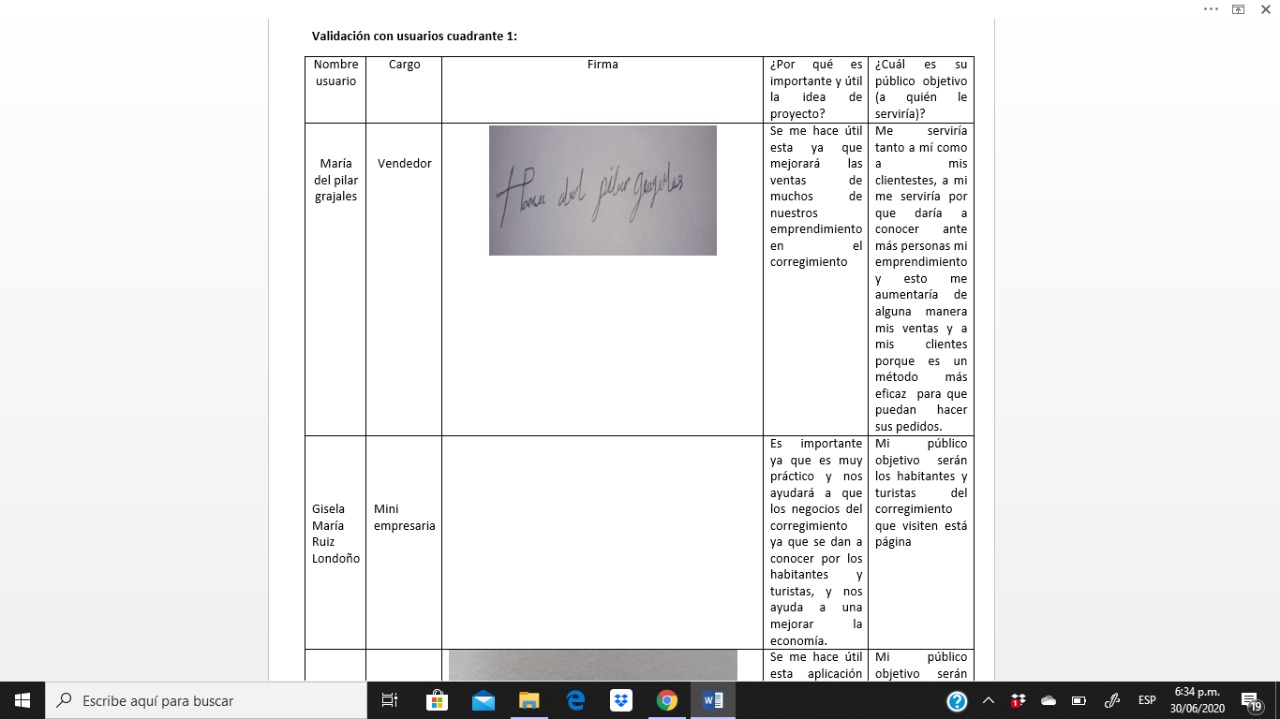 Validación con usuarios cuadrante 1:
Nombre
usuario
Cargo
Firma
¿Por qué es
importante y útil
la idea de
proyecto?
¿Cuál es su
público objetivo
(a quién le
serviría)?
María
del pilar
grajales
Vendedor
del pilar grajales
Se me hace útil
esta ya que
mejorará las
ventas de
muchos de
nuestros
emprendimiento
en el
corregimiento
Me serviría
tanto a mí como
a mis
clientestes, a mi
me serviría por
que daría a
conocer ante
más personas mi
emprendimiento
y esto me
aumentaría de
alguna manera
mis ventas y a
mis clientes
porque es un
método más
eficaz para que
puedan hacer
sus pedidos.
Gisela
María
Ruiz
Londoño
Mini
empresaria
Es importante
ya que es muy
práctico y nos
ayudará a que
los negocios del
corregimiento
ya que se dan a
conocer por los
habitantes y
turistas, y nos
ayuda a una
mejorar la
economía.
Mi público
objetivo serán
los habitantes y
turistas del
corregimiento
que visiten está
página
Se me hace útil
esta aplicación
Mi público
objetivo serán
Escribe aquí para buscar
ESP
6:34 p.m.
30/06/2020
19